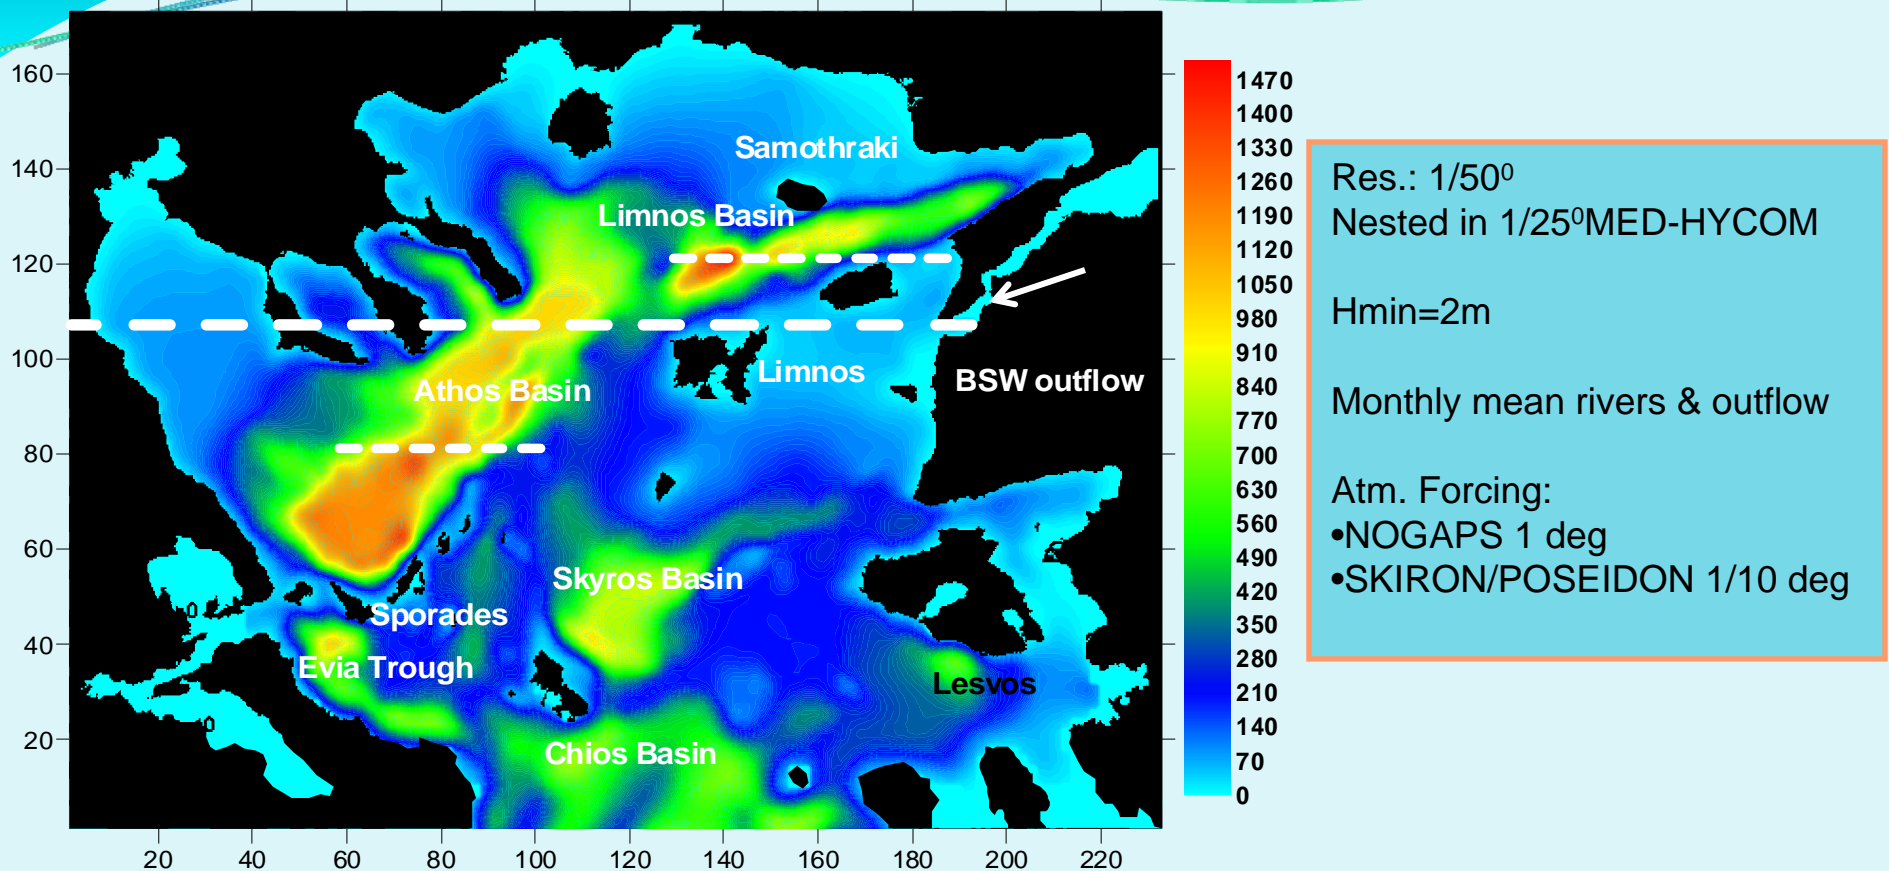 160
140
120
100
80
60
40
20
20 40 60 80 100 120 140 160 180 200 220
Samothraki
Limnos Basin
Limnos
BSW outflow
Athos Basin
Skyros Basin
Sporades
Evia Trough
Lesvos
Chios Basin
0
0
1470
1400
1330
1260
1190
1120
1050
980
910
840
770
700
630
560
490
420
350
280
210
140
70
0
Res.: 1/50⁰
Nested in 1/25⁰MED-HYCOM
Hmin=2m
Monthly mean rivers & outflow
Atm. Forcing:
•NOGAPS 1 deg
•SKIRON/POSEIDON 1/10 deg